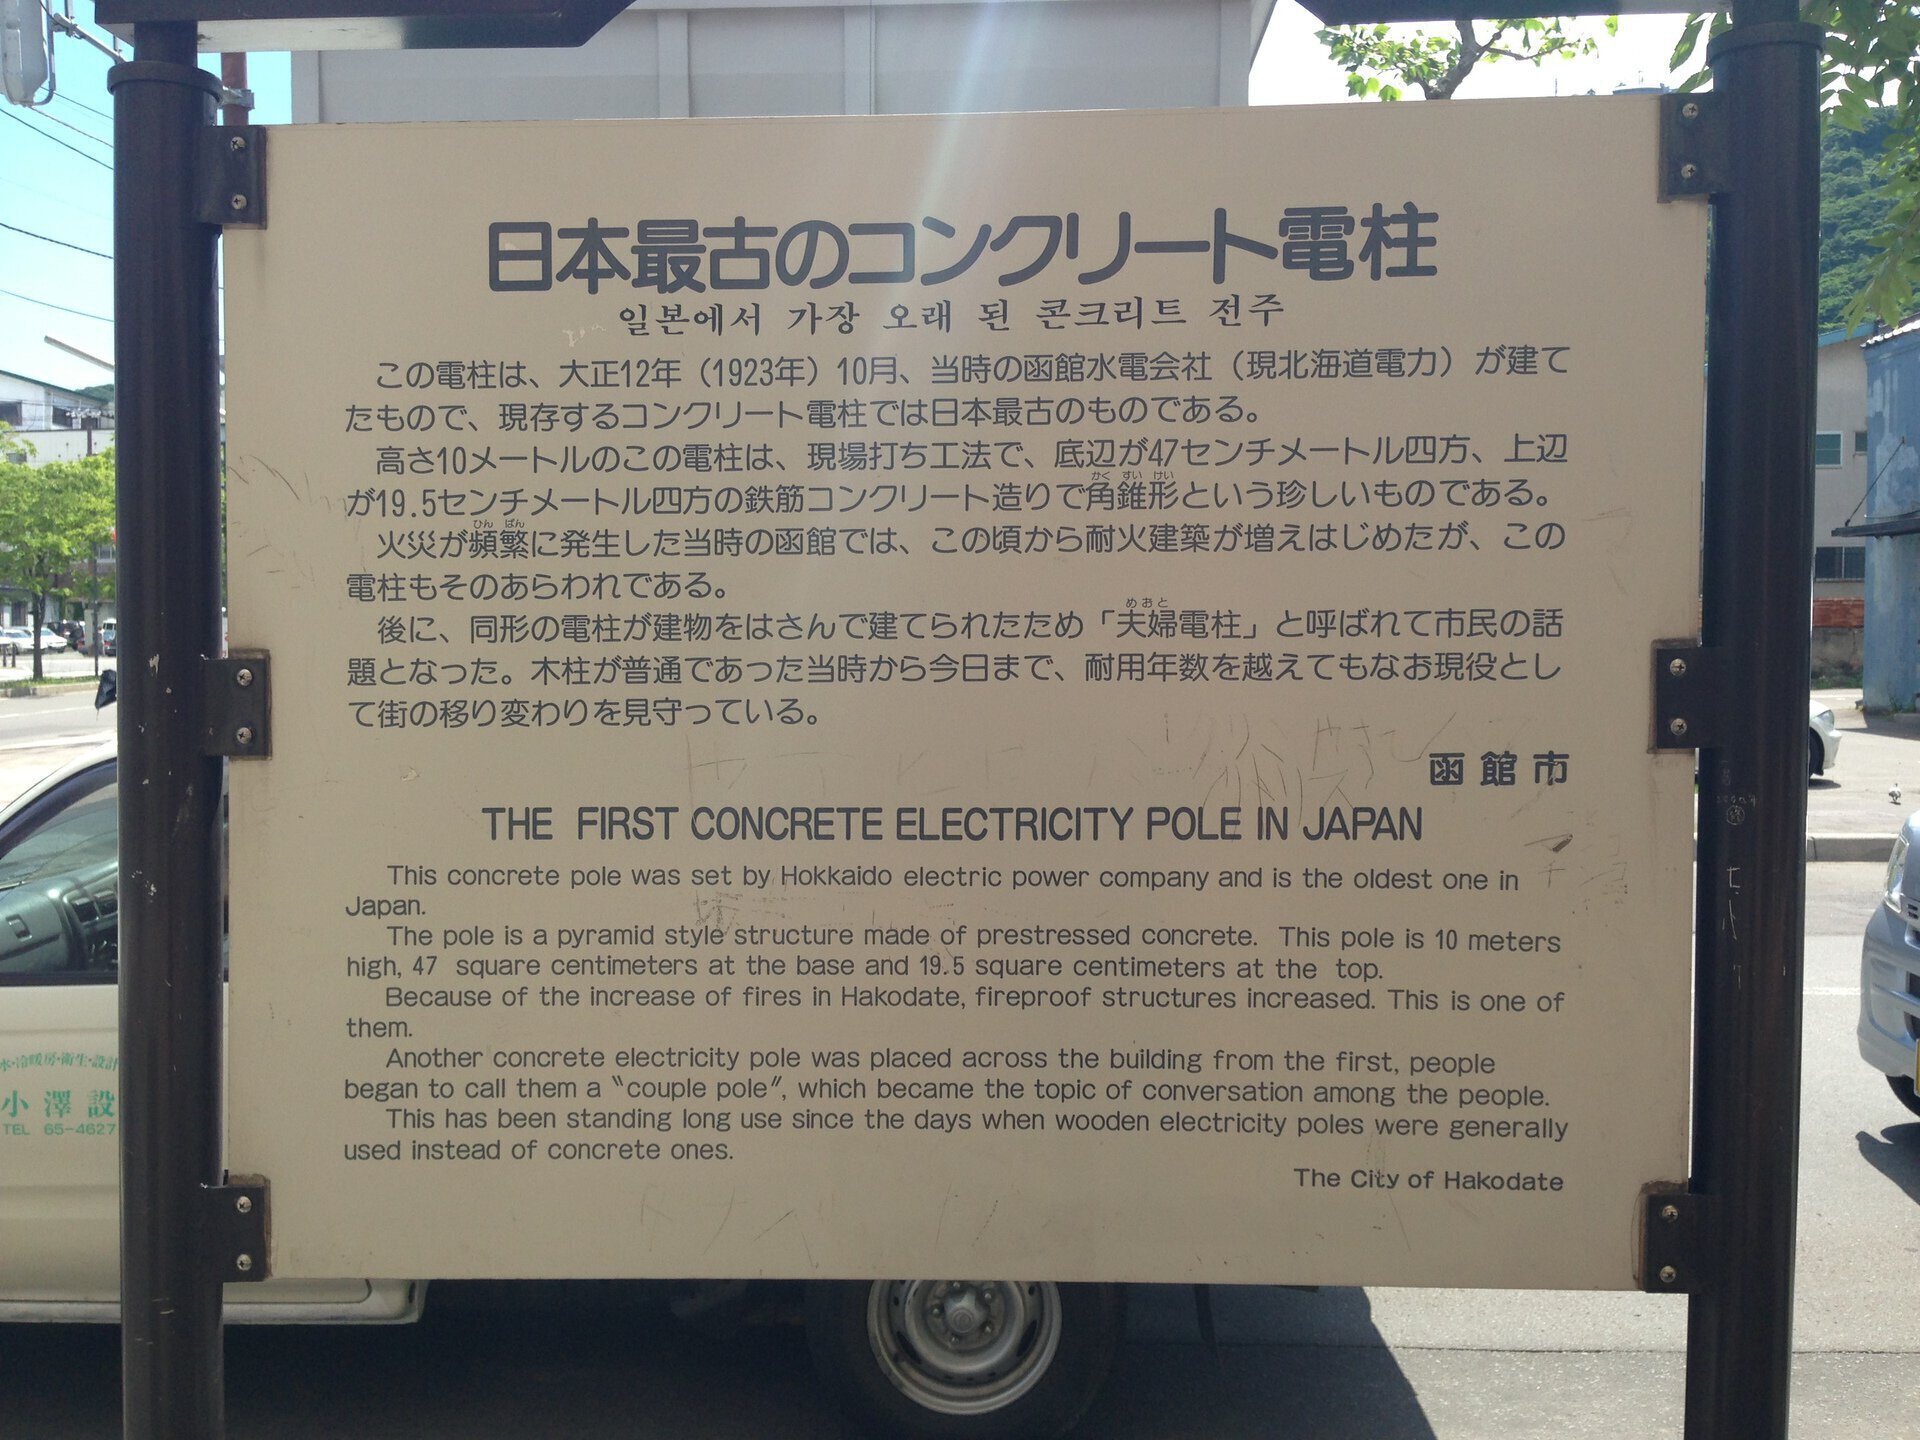 日本最古のコンクリート電柱
일본에서 가장 오래 된 콘크리트 전주
この電柱は、大正12年（1923年）10月、当時の函館水電会社（現北海道電力）が建て
たもので、現存するコンクリート電柱では日本最古のものである。
高さ10メートルのこの電柱は、現場打ち工法で、底辺が47センチメートル四方、上辺
かくすいけい
が19.5センチメートル四方の鉄筋コンクリート造りで角錐形という珍しいものである。
ひんぱん
火災が頻繁に発生した当時の函館では、この頃から耐火建築が増えはじめたが、この
電柱もそのあらわれである。
めおと
後に、同形の電柱が建物をはさんで建てられたため「夫婦電柱」と呼ばれて市民の話
題となった。木柱が普通であった当時から今日まで、耐用年数を越えてもなお現役とし
て街の移り変わりを見守っている。
函館市
THE FIRST CONCRETE ELECTRICITY POLE IN JAPAN
This concrete pole was set by Hokkaido electric power company and is the oldest one in
Japan.
The pole is a pyramid style structure made of prestressed concrete. This pole is 10 meters
high, 47 square centimeters at the base and 19.5 square centimeters at the top.
Because of the increase of fires in Hakodate, fireproof structures increased. This is one of
them.
Another concrete electricity pole was placed across the building from the first, people
began to call them a "couple pole", which became the topic of conversation among the people.
This has been standing long use since the days when wooden electricity poles were generally
used instead of concrete ones.
The City of Hakodate
水・冷暖房・衛生・設計
小澤設
TEL 65-4627